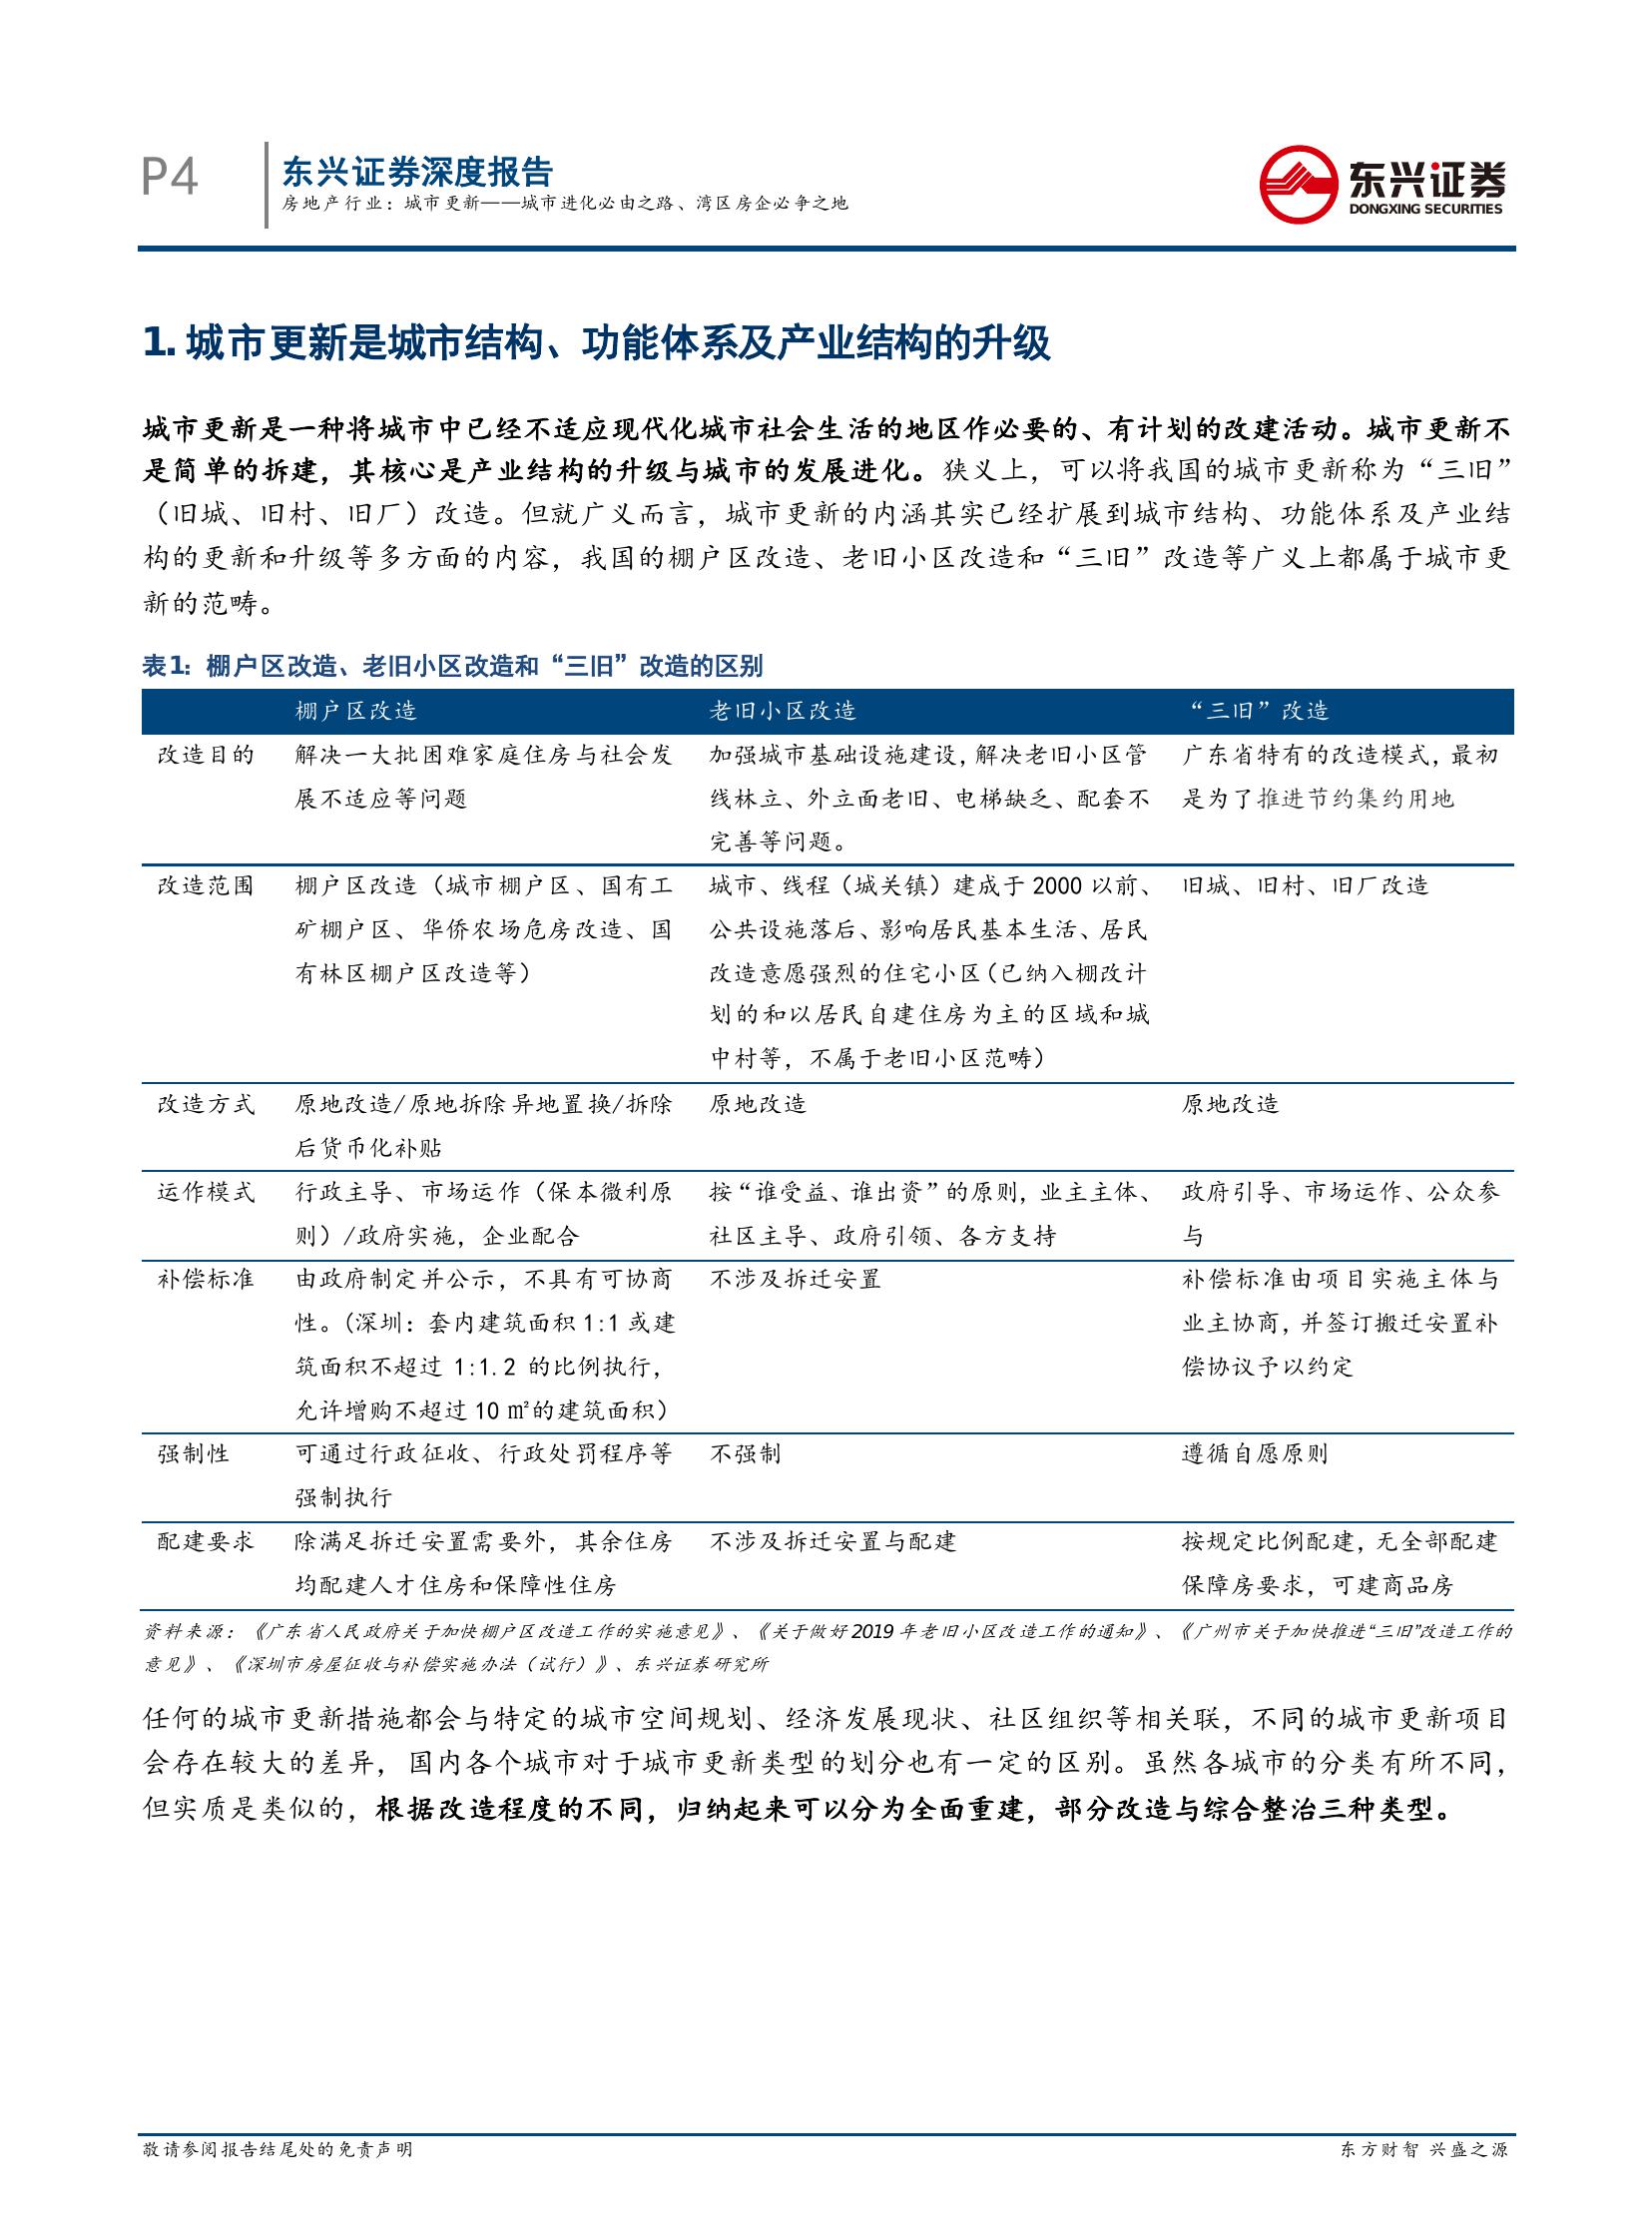 P4
东兴证券深度报告
房地产行业：城市更新——城市进化必由之路、湾区房企必争之地
东兴证券
DONGXING SECURITIES
1. 城市更新是城市结构、功能体系及产业结构的升级
城市更新是一种将城市中已经不适应现代化城市社会生活的地区作必要的、有计划的改建活动。城市更新不
是简单的拆建，其核心是产业结构的升级与城市的发展进化。狭义上，可以将我国的城市更新称为“三旧”
（旧城、旧村、旧厂）改造。但就广义而言，城市更新的内涵其实已经扩展到城市结构、功能体系及产业结
构的更新和升级等多方面的内容，我国的棚户区改造、老旧小区改造和“三旧”改造等广义上都属于城市更
新的范畴。
表1：棚户区改造、老旧小区改造和“三旧”改造的区别
棚户区改造 老旧小区改造 “三旧”改造
改造目的 解决一大批困难家庭住房与社会发 加强城市基础设施建设，解决老旧小区管 广东省特有的改造模式，最初
展不适应等问题 线林立、外立面老旧、电梯缺乏、配套不 是为了推进节约集约用地
完善等问题。
改造范围 棚户区改造（城市棚户区、国有工 城市、线程（城关镇）建成于 2000 以前、 旧城、旧村、旧厂改造
矿棚户区、华侨农场危房改造、国 公共设施落后、影响居民基本生活、居民
有林区棚户区改造等） 改造意愿强烈的住宅小区（已纳入棚改计
划的和以居民自建住房为主的区域和城
中村等，不属于老旧小区范畴）
改造方式 原地改造/原地拆除异地置换/拆除 原地改造 原地改造
后货币化补贴
运作模式 行政主导、市场运作（保本微利原 按“谁受益、谁出资”的原则，业主主体、 政府引导、市场运作、公众参
则）/政府实施，企业配合 社区主导、政府引领、各方支持 与
补偿标准 由政府制定并公示，不具有可协商 不涉及拆迁安置 补偿标准由项目实施主体与
性。(深圳：套内建筑面积 1:1 或建 业主协商，并签订搬迁安置补
筑面积不超过 1:1.2 的比例执行， 偿协议予以约定
允许增购不超过 10 ㎡的建筑面积）
强制性 可通过行政征收、行政处罚程序等 不强制 遵循自愿原则
强制执行
配建要求 除满足拆迁安置需要外，其余住房 不涉及拆迁安置与配建 按规定比例配建，无全部配建
均配建人才住房和保障性住房 保障房要求，可建商品房
资料来源：《广东省人民政府关于加快棚户区改造工作的实施意见》、《关于做好 2019 年老旧小区改造工作的通知》、《广州市关于加快推进“三旧”改造工作的
意见》、《深圳市房屋征收与补偿实施办法（试行）》、东兴证券研究所
任何的城市更新措施都会与特定的城市空间规划、经济发展现状、社区组织等相关联，不同的城市更新项目
会存在较大的差异，国内各个城市对于城市更新类型的划分也有一定的区别。虽然各城市的分类有所不同，
但实质是类似的，根据改造程度的不同，归纳起来可以分为全面重建，部分改造与综合整治三种类型。
敬请参阅报告结尾处的免责声明
东方财智 兴盛之源